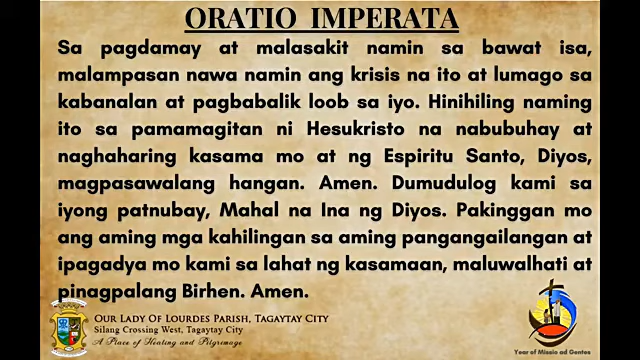 ORATIO IMPERATA
Sa pagdamay at malasakit namin sa bawat isa,
malampasan nawa namin ang krisis na ito at lumago sa
kabanalan at pagbabalik loob sa iyo. Hinihiling naming
ito sa pamamagitan ni Hesukristo na nabubuhay at
naghaharing kasama mo at ng Espiritu Santo, Diyos,
magpasawalang hangan. Amen. Dumudulog kami sa
iyong patnubay, Mahal na Ina ng Diyos. Pakinggan mo
ang aming mga kahilingan sa aming pangangailangan at
ipagadya mo kami sa lahat ng kasamaan, maluwalhati at
pinagpalang Birhen. Amen.
OUR LADY OF LOURDES PARISH, TAGAYTAY CITY
Silang Crossing West, Tagaytay City
A Place of Healing and Pilgrimage
Year of Missio ad Gentes